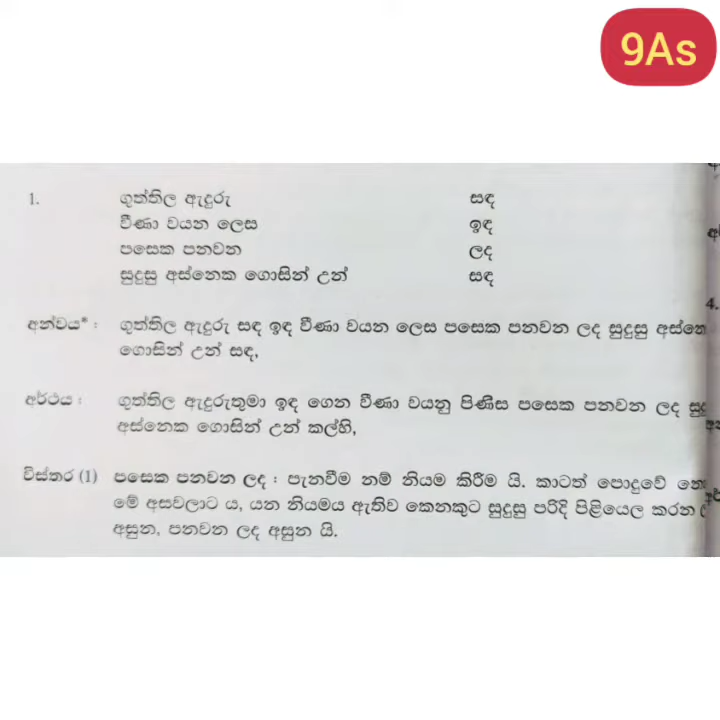 9As
1. ගුත්තිල ඇදුරු සඳ
වීණා වයන ලෙස ඉඳ
පසෙක පනවන ලද
සුදුසු අස්නෙක ගොසින් උන් සඳ
අන්වය* : ගුත්තිල ඇදුරු සඳ ඉඳ වීණා වයන ලෙස පසෙක පනවන ලද සුදුසු
ගොසින් උන් සඳ,
4.
අර්ථය : ගුත්තිල ඇදුරුතුමා ඉඳ ගෙන වීණා වයනු පිණිස පසෙක පනවන ලද
අස්නෙක ගොසින් උන් කල්හි,
විස්තර (1) පසෙක පනවන ලද : පැනවීම නම් නියම කිරීම යි. කාටත් පොදුවේ
මේ අසවලාට ය, යන නියමය ඇතිව කෙනකුට සුදුසු පරිදි පිළියෙල කරන
අසුන, පනවන ලද අසුන යි.